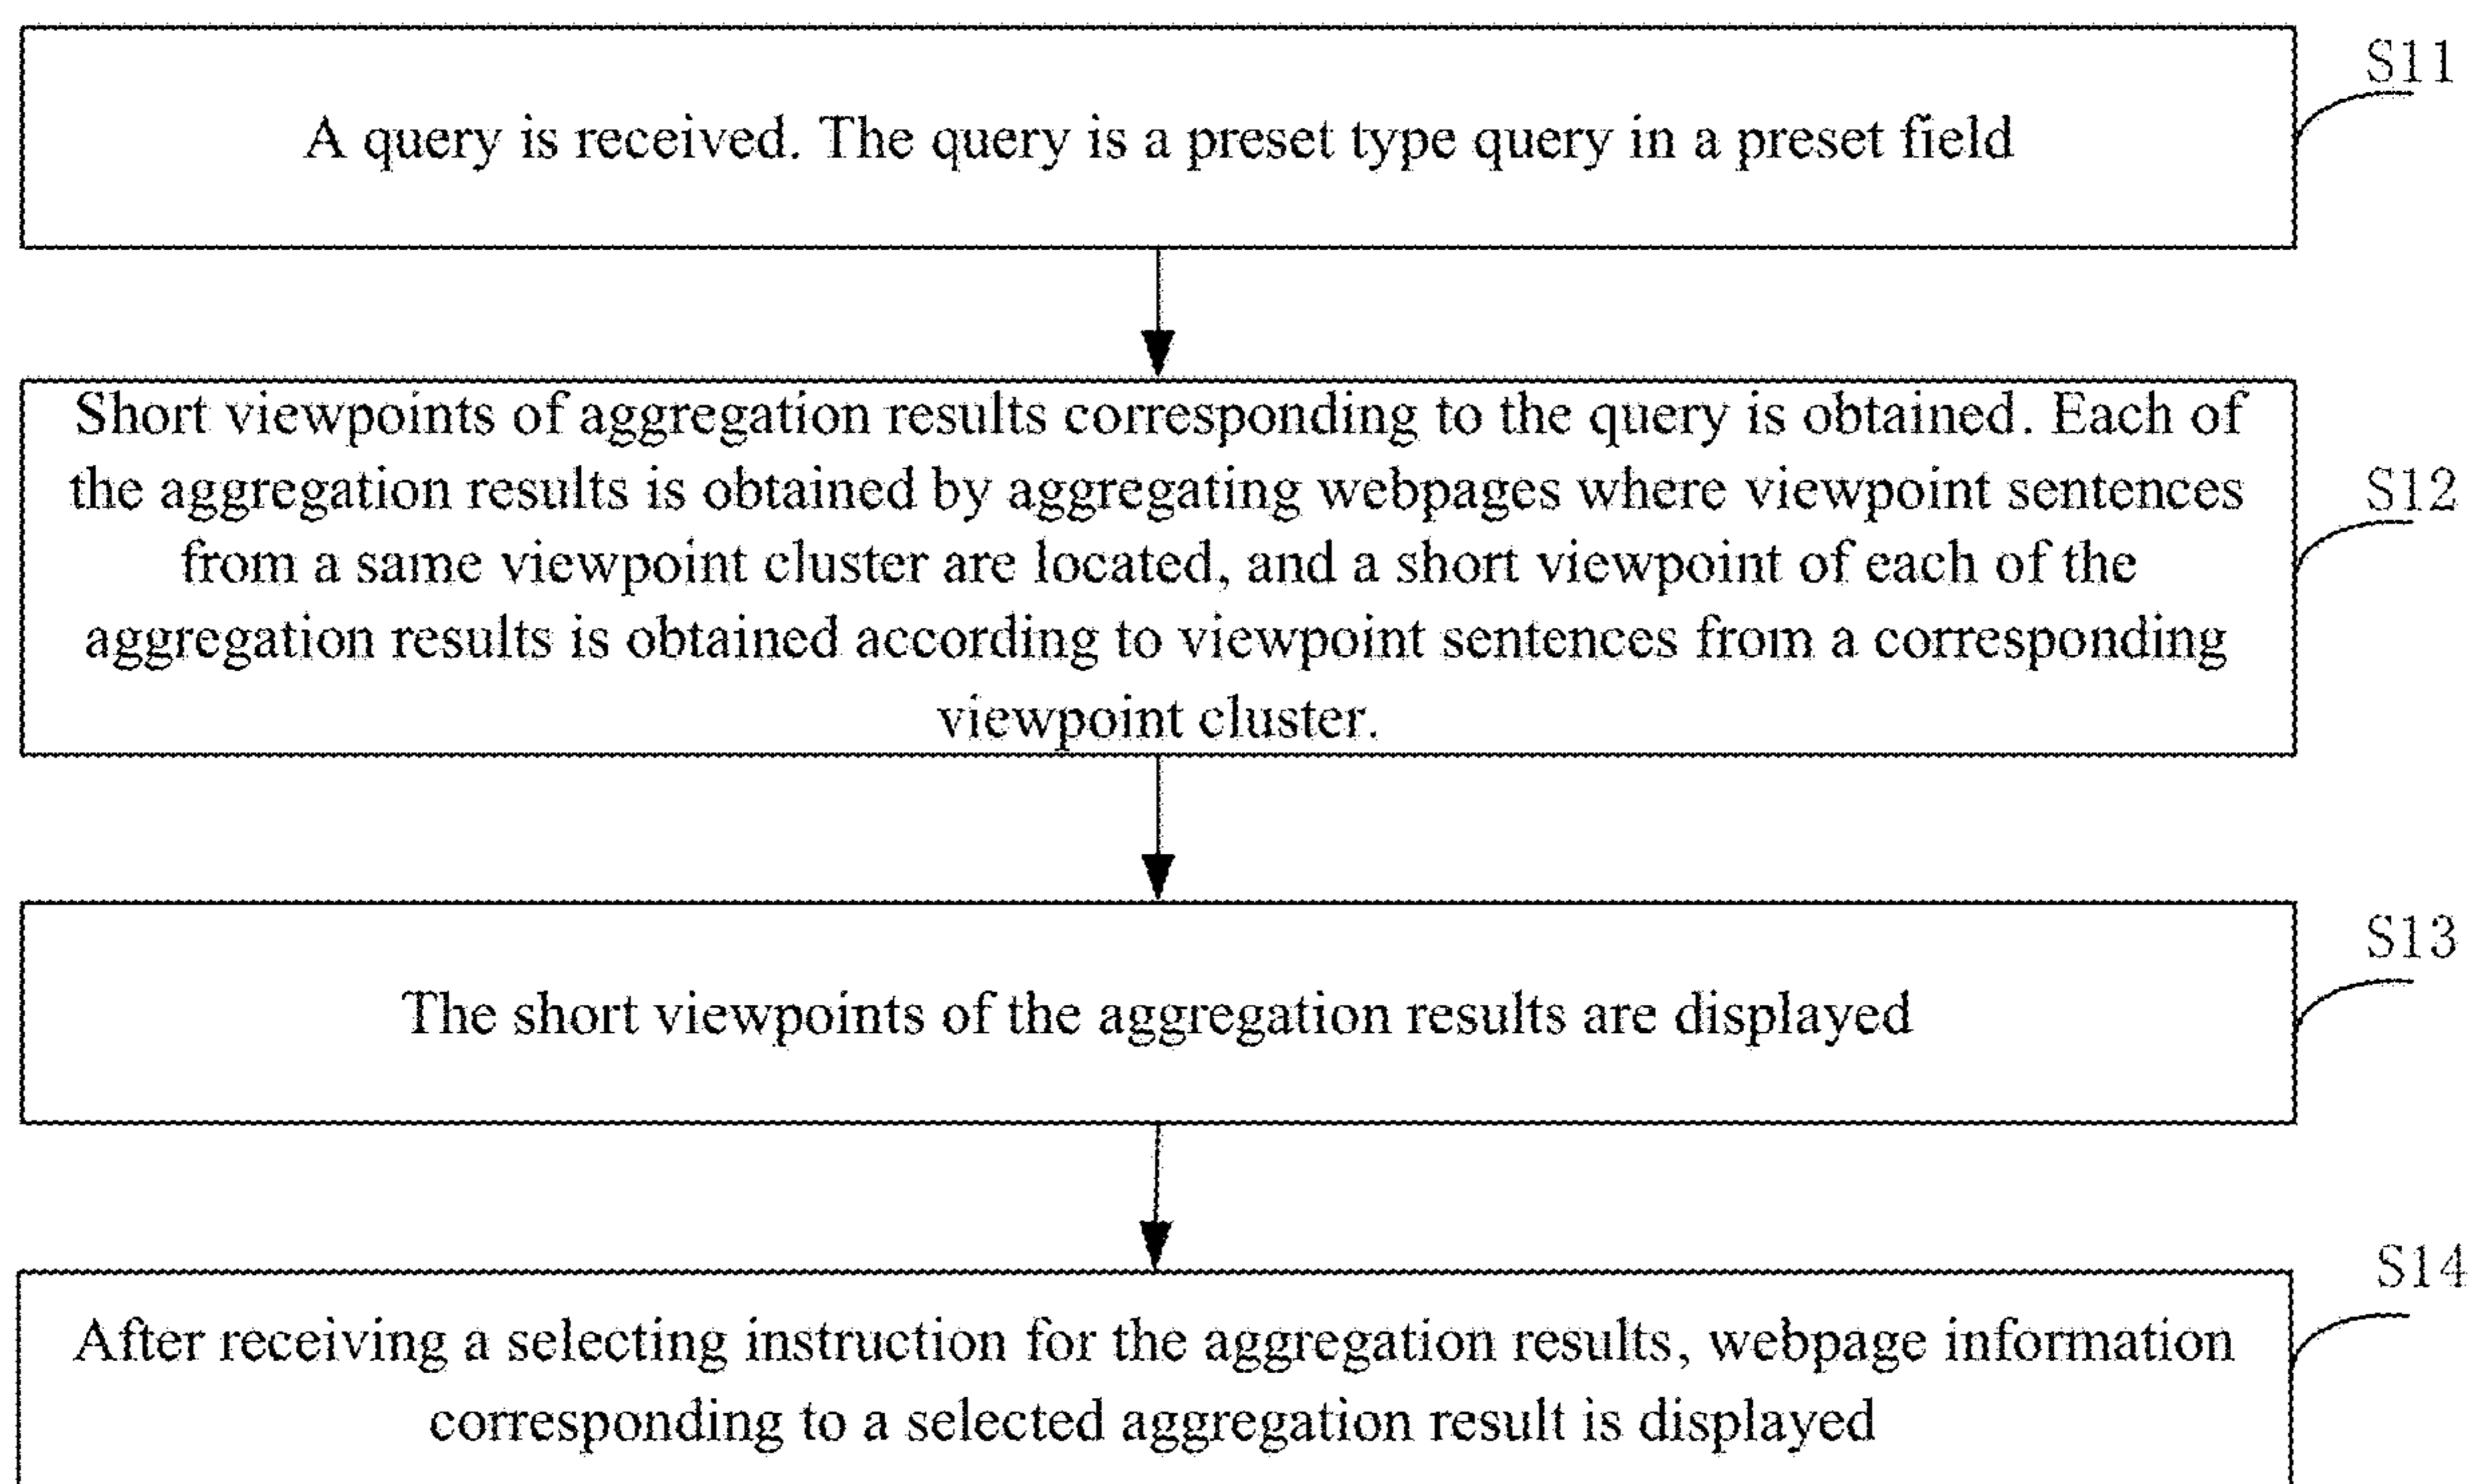 S11
A query is received. The query is a preset type query in a preset field
Short viewpoints of aggregation results corresponding to the query is obtained. Each of
the aggregation results is obtained by aggregating webpages where viewpoint sentences
S12
from a same viewpoint cluster are located, and a short viewpoint of each of the
aggregation results is obtained according to viewpoint sentences from a corresponding
viewpoint cluster.
S13
The short viewpoints of the aggregation results are displayed
S14
After receiving a selecting instruction for the aggregation results, webpage information
corresponding to a selected aggregation result is displayed